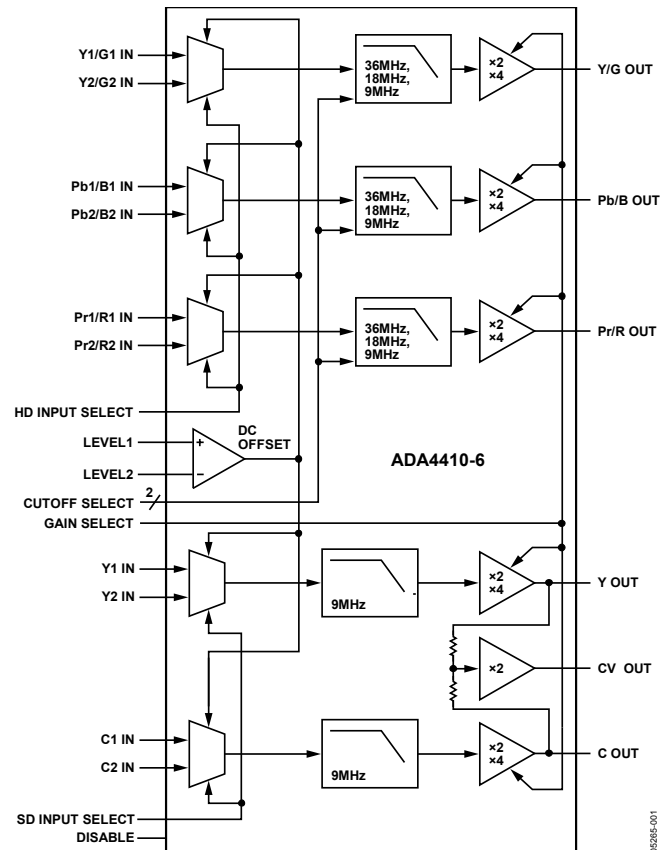 Y1/G1 IN
Y2/G2 IN
36MHz,
18MHz,
9MHz
×2
×4
Y/G OUT
Pb1/B1 IN
Pb2/B2 IN
36MHz,
18MHz,
9MHz
×2
×4
Pb/B OUT
Pr1/R1 IN
Pr2/R2 IN
36MHz,
18MHz,
9MHz
×2
×4
Pr/R OUT
HD INPUT SELECT
LEVEL1
+
LEVEL2
−
DC
OFFSET
ADA4410-6
CUTOFF SELECT
2
GAIN SELECT
Y1 IN
Y2 IN
9MHz
×2
×4
Y OUT
×2
CV OUT
C1 IN
C2 IN
9MHz
×2
×4
C OUT
SD INPUT SELECT
DISABLE
05265-001